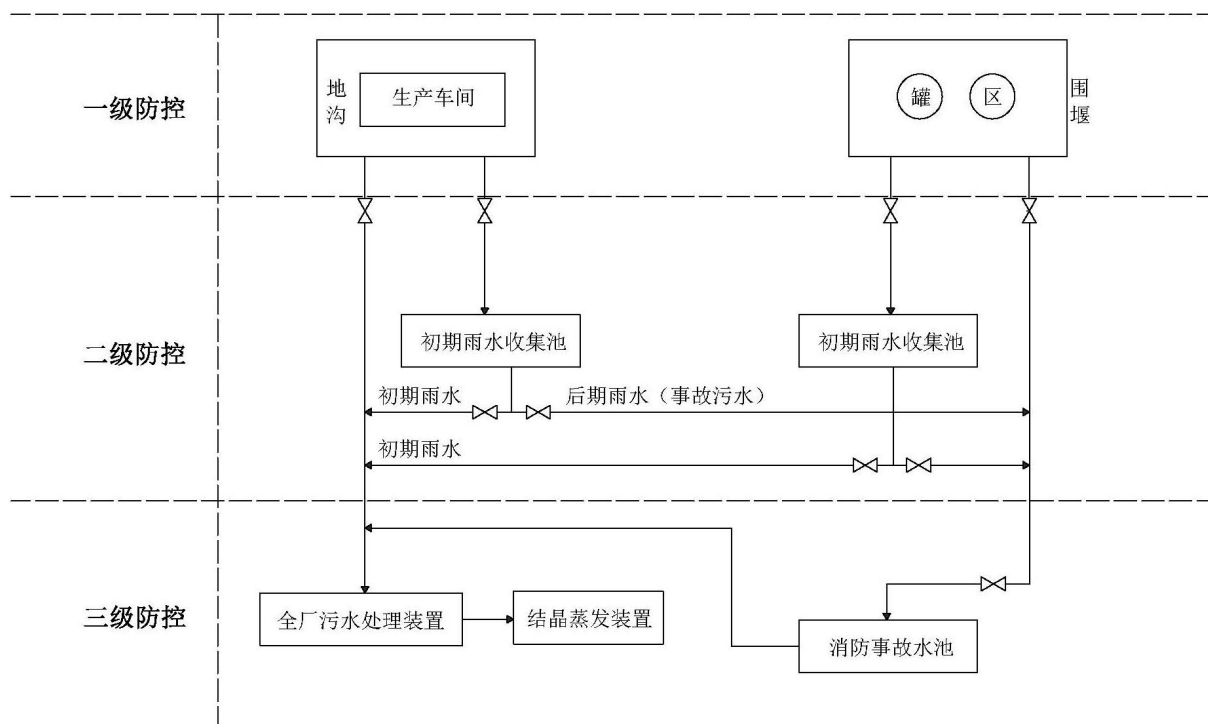 一级防控
地沟
生产车间
罐
区
围堰
二级防控
初期雨水收集池
初期雨水收集池
初期雨水
后期雨水（事故污水）
初期雨水
三级防控
全厂污水处理装置
结晶蒸发装置
消防事故水池